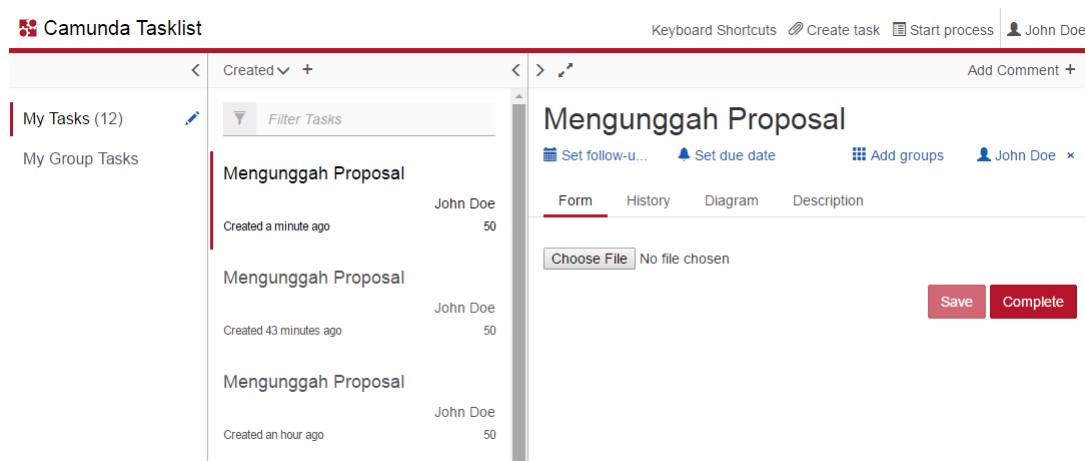 Camunda Tasklist
Keyboard Shortcuts Create task Start process John Doe
Created +
Add Comment +
My Tasks (12)
My Group Tasks
Filter Tasks
Mengunggah Proposal
John Doe
Created a minute ago 50
Mengunggah Proposal
John Doe
Created 43 minutes ago 50
Mengunggah Proposal
John Doe
Created an hour ago 50
Mengunggah Proposal
Set follow-u... Set due date Add groups John Doe ×
Form History Diagram Description
Choose File No file chosen
Save Complete